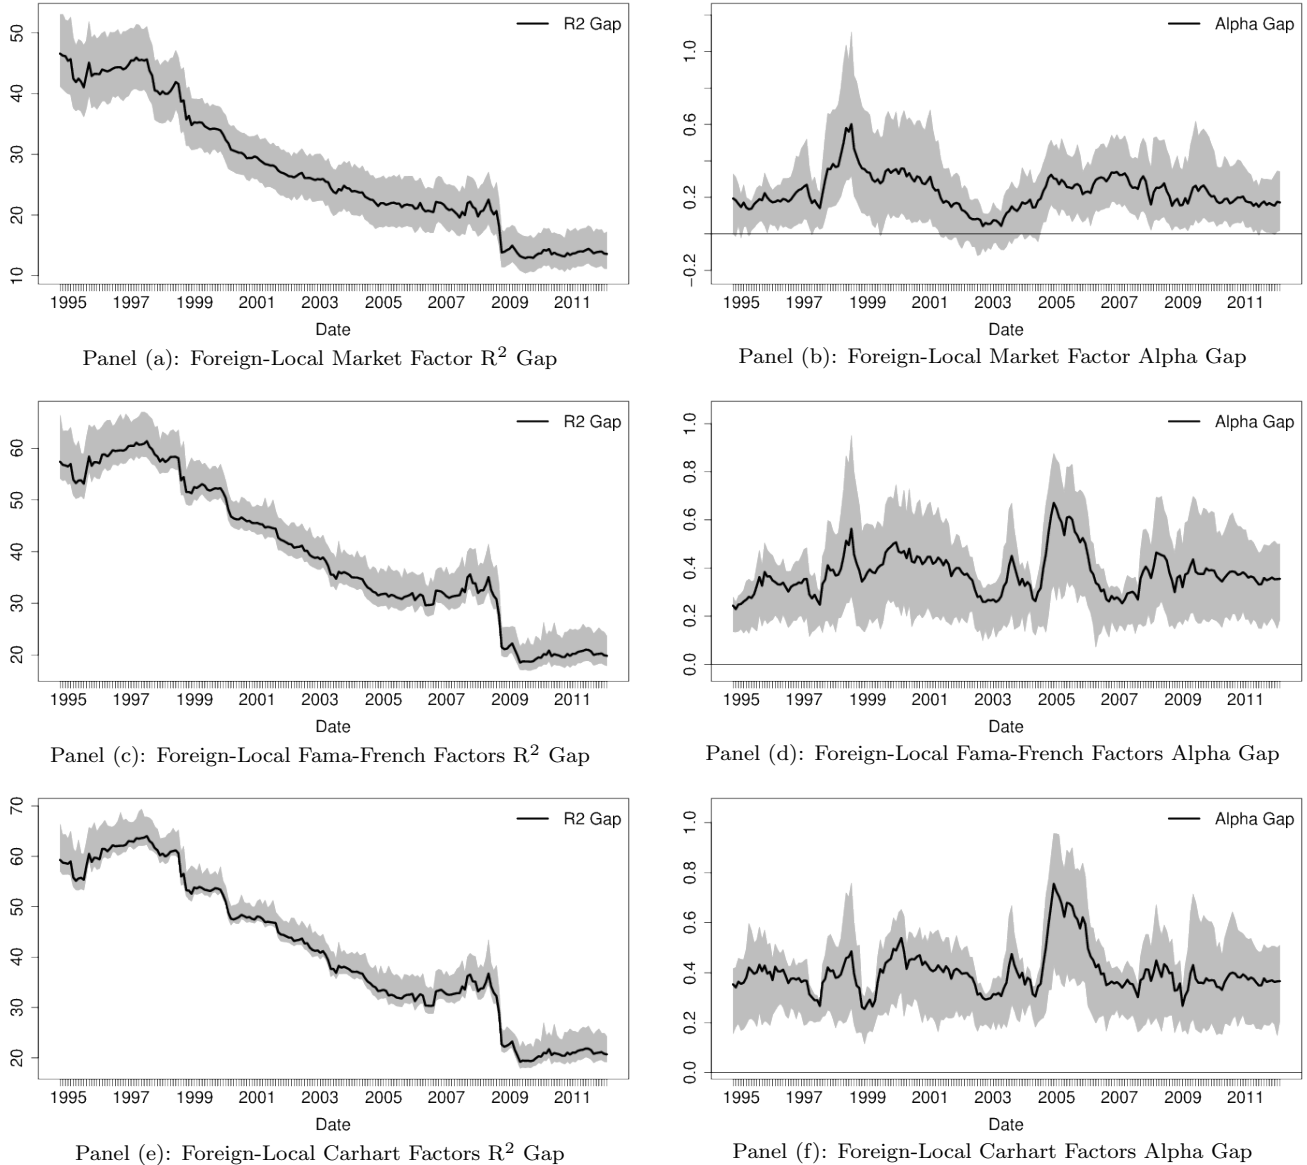 R2 Gap
50
40
30
20
10
1995 1997 1999 2001 2003 2005 2007 2009 2011
Date
Panel (a): Foreign-Local Market Factor R² Gap
Alpha Gap
1.0
0.6
0.2
−0.2
1995 1997 1999 2001 2003 2005 2007 2009 2011
Date
Panel (b): Foreign-Local Market Factor Alpha Gap
R2 Gap
60
50
40
30
20
1995 1997 1999 2001 2003 2005 2007 2009 2011
Date
Panel (c): Foreign-Local Fama-French Factors R² Gap
Alpha Gap
1.0
0.8
0.6
0.4
0.2
0.0
1995 1997 1999 2001 2003 2005 2007 2009 2011
Date
Panel (d): Foreign-Local Fama-French Factors Alpha Gap
R2 Gap
70
60
50
40
30
20
1995 1997 1999 2001 2003 2005 2007 2009 2011
Date
Panel (e): Foreign-Local Carhart Factors R² Gap
Alpha Gap
1.0
0.8
0.6
0.4
0.2
0.0
1995 1997 1999 2001 2003 2005 2007 2009 2011
Date
Panel (f): Foreign-Local Carhart Factors Alpha Gap